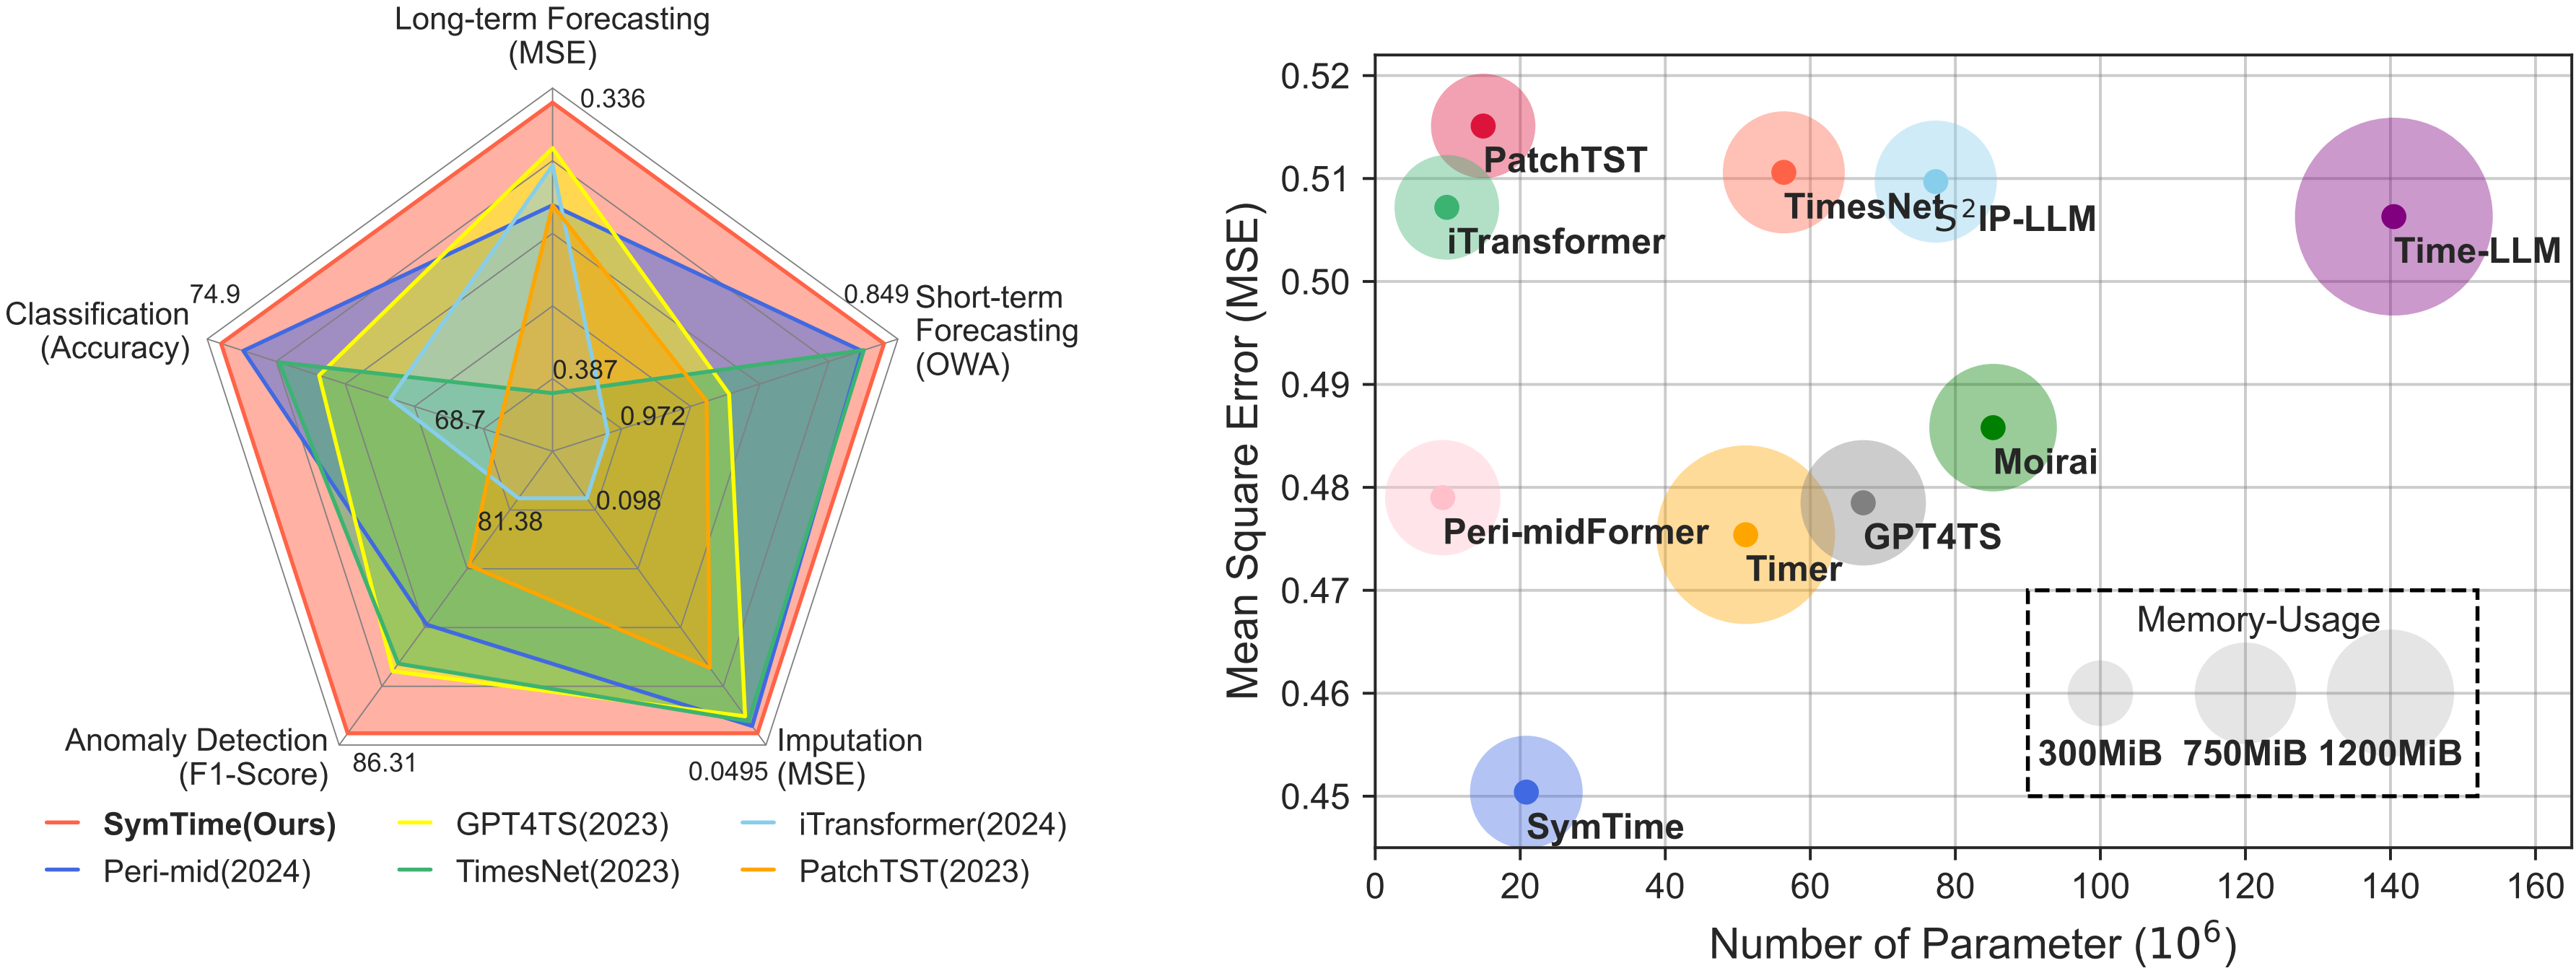 Long-term Forecasting
(MSE)
0.336
74.9
Classification
(Accuracy)
0.849
Short-term
Forecasting
(OWA)
0.387
68.7
0.972
0.098
81.38
Anomaly Detection
(F1-Score)
86.31
0.0495
Imputation
(MSE)
SymTime(Ours)
GPT4TS(2023)
iTransformer(2024)
Peri-mid(2024)
TimesNet(2023)
PatchTST(2023)
Mean Square Error (MSE)
0.52
0.51
0.50
0.49
0.48
0.47
0.46
0.45
PatchTST
iTransformer
TimesNet
S²IP-LLM
Time-LLM
Moirai
Peri-midFormer
Timer
GPT4TS
SymTime
Memory-Usage
300MiB 750MiB 1200MiB
0 20 40 60 80 100 120 140 160
Number of Parameter (10⁶)